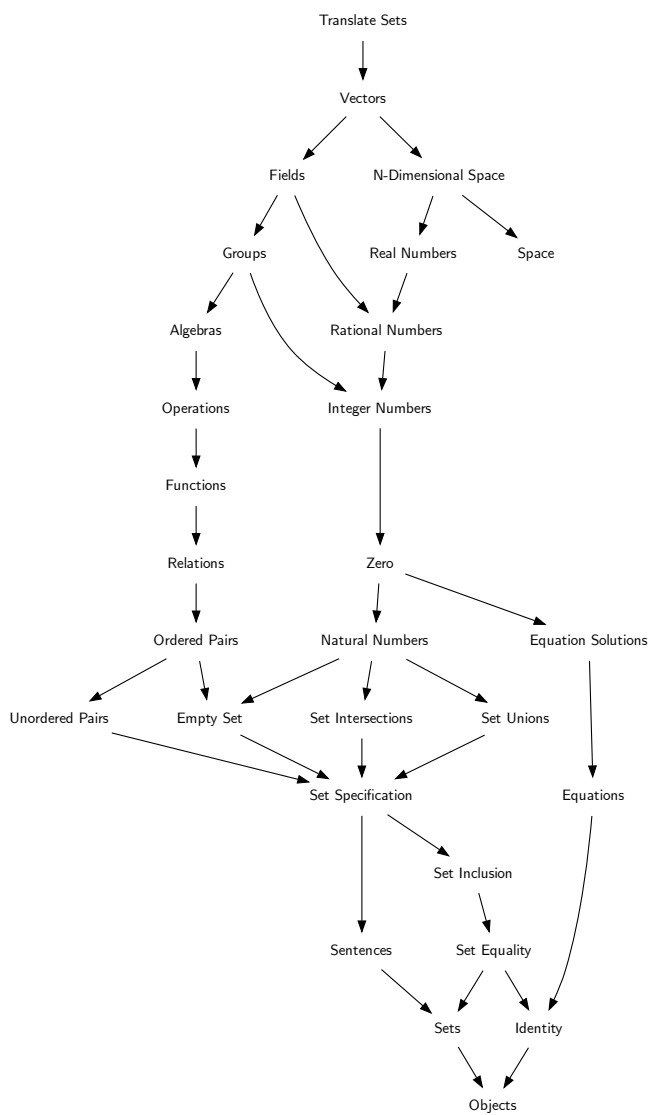 Translate Sets
Vectors
Fields
N-Dimensional Space
Groups
Real Numbers
Space
Algebras
Rational Numbers
Operations
Integer Numbers
Functions
Relations
Zero
Ordered Pairs
Natural Numbers
Equation Solutions
Unordered Pairs
Empty Set
Set Intersections
Set Unions
Set Specification
Equations
Set Inclusion
Sentences
Set Equality
Sets
Identity
Objects